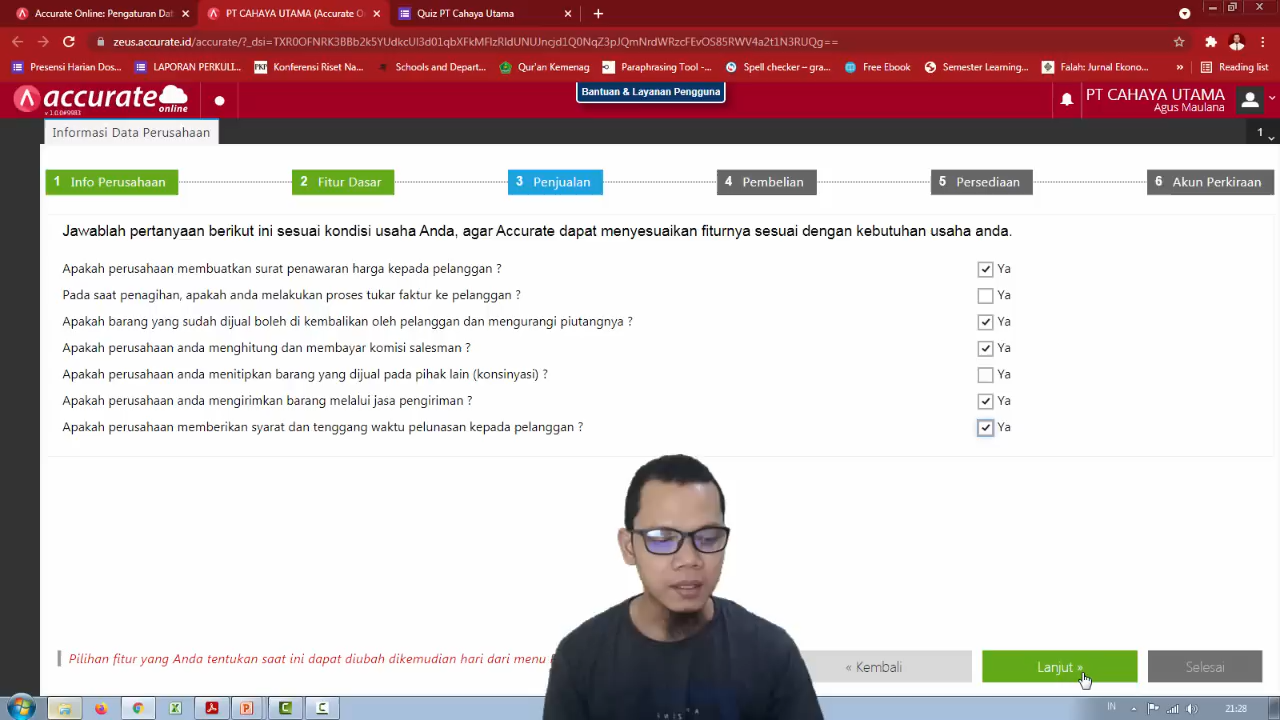 Accurate Online: Pengaturan Dat
PT CAHAYA UTAMA (Accurate O
Quiz PT Cahaya Utama
zeus.accurate.id/accurate/?_dsi=TXR0OFNRK3BBb2k5YUdkcUl3d01qbXFkMFlzRldUNUJncjd1Q0NqZ3pJQmNrdWRzcFEvOS85RWV4a2t1N3RUQg==
Presensi Harian Dos...
LAPORAN PERKULI...
Konferensi Riset Na...
Schools and Depart...
Qur'an Kemenag
Paraphrasing Tool -...
Spell checker – gra...
Free Ebook
Semester Learning...
Falah: Jurnal Ekono...
»
Reading list
accurate online
Bantuan & Layanan Pengguna
PT CAHAYA UTAMA
Agus Maulana
Informasi Data Perusahaan
1
1 Info Perusahaan
2 Fitur Dasar
3 Penjualan
4 Pembelian
5 Persediaan
6 Akun Perkiraan
Jawablah pertanyaan berikut ini sesuai kondisi usaha Anda, agar Accurate dapat menyesuaikan fiturnya sesuai dengan kebutuhan usaha anda.
Apakah perusahaan membuatkan surat penawaran harga kepada pelanggan ? Ya
Pada saat penagihan, apakah anda melakukan proses tukar faktur ke pelanggan ? Ya
Apakah barang yang sudah dijual boleh di kembalikan oleh pelanggan dan mengurangi piutangnya ? Ya
Apakah perusahaan anda menghitung dan membayar komisi salesman ? Ya
Apakah perusahaan anda menitipkan barang yang dijual pada pihak lain (konsinyasi) ? Ya
Apakah perusahaan anda mengirimkan barang melalui jasa pengiriman ? Ya
Apakah perusahaan memberikan syarat dan tenggang waktu pelunasan kepada pelanggan ? Ya
Pilihan fitur yang Anda tentukan saat ini dapat diubah dikemudian hari dari menu
« Kembali
Lanjut »
Selesai
IN
21:28